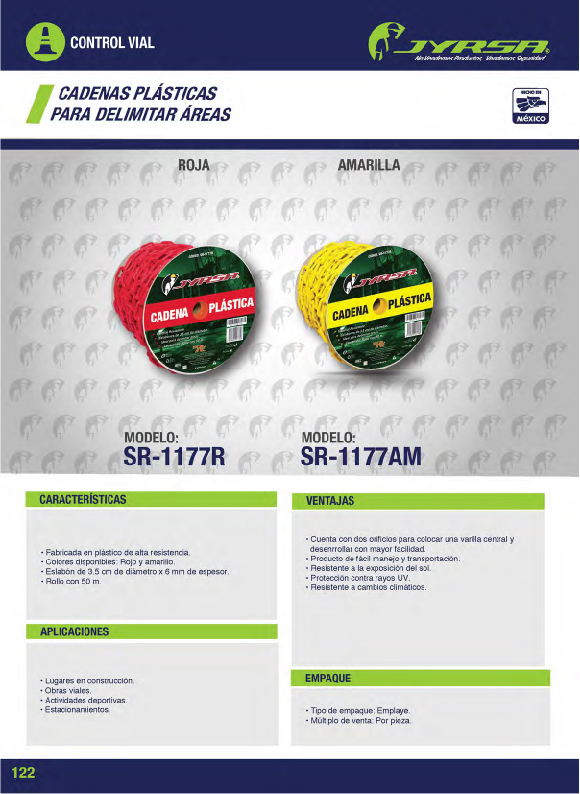 CONTROL VIAL
JYRSA®
No Vendemos Productos, Vendemos Seguridad
CADENAS PLÁSTICAS
PARA DELIMITAR ÁREAS
HECHO EN
MÉXICO
ROJA
AMARILLA
JYRSA
CADENA PLÁSTICA
JYRSA
CADENA PLÁSTICA
MODELO:
SR-1177R
MODELO:
SR-1177AM
CARACTERÍSTICAS
• Fabricada en plástico de alta resistencia.
• Colores disponibles: Rojo y amarillo.
• Eslabón de 3.5 cm de diámetro x 6 mm de espesor.
• Rollo con 50 m.
VENTAJAS
• Cuenta con dos orificios para colocar una varilla central y
desenrrollar con mayor facilidad.
• Producto de fácil manejo y transportación.
• Resistente a la exposición del sol.
• Protección contra rayos UV.
• Resistente a cambios climáticos.
APLICACIONES
• Lugares en construcción.
• Obras viales.
• Actividades deportivas.
• Estacionamientos.
EMPAQUE
• Tipo de empaque: Emplaye.
• Múltiplo de venta: Por pieza.
122